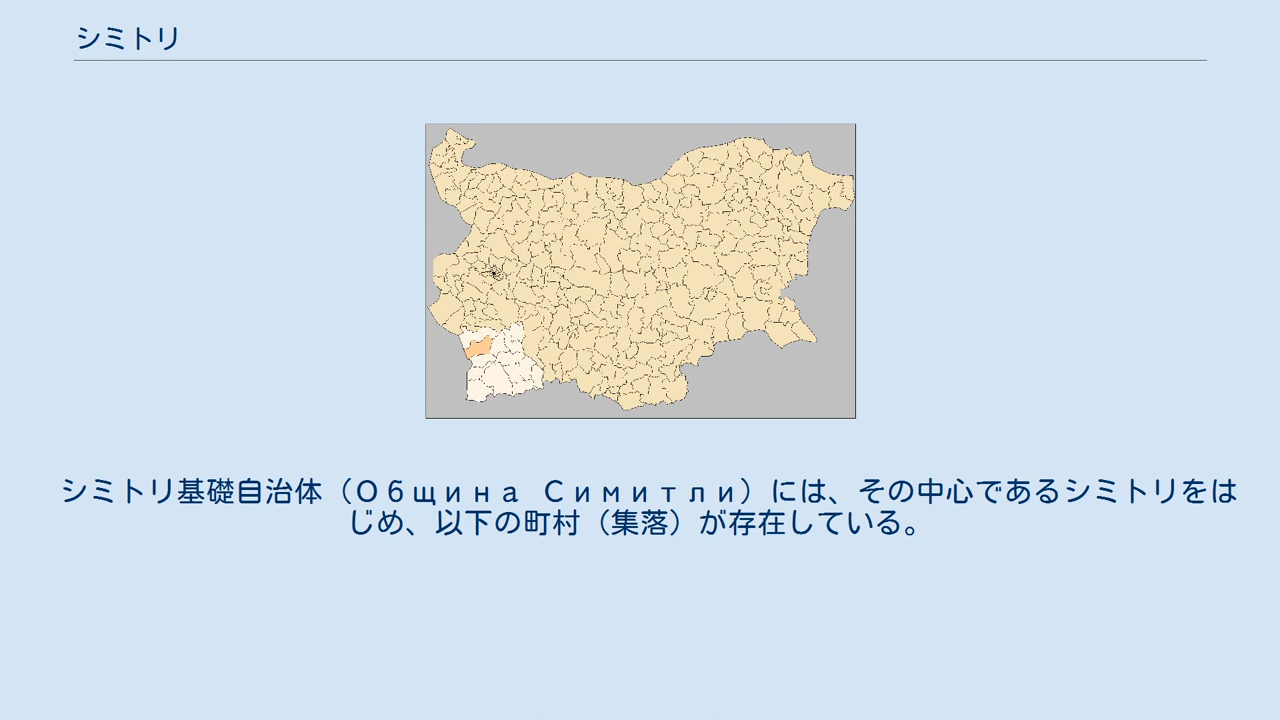 シミトリ
シミトリ基礎自治体（Община Симитли）には、その中心であるシミトリをは
じめ、以下の町村（集落）が存在している。